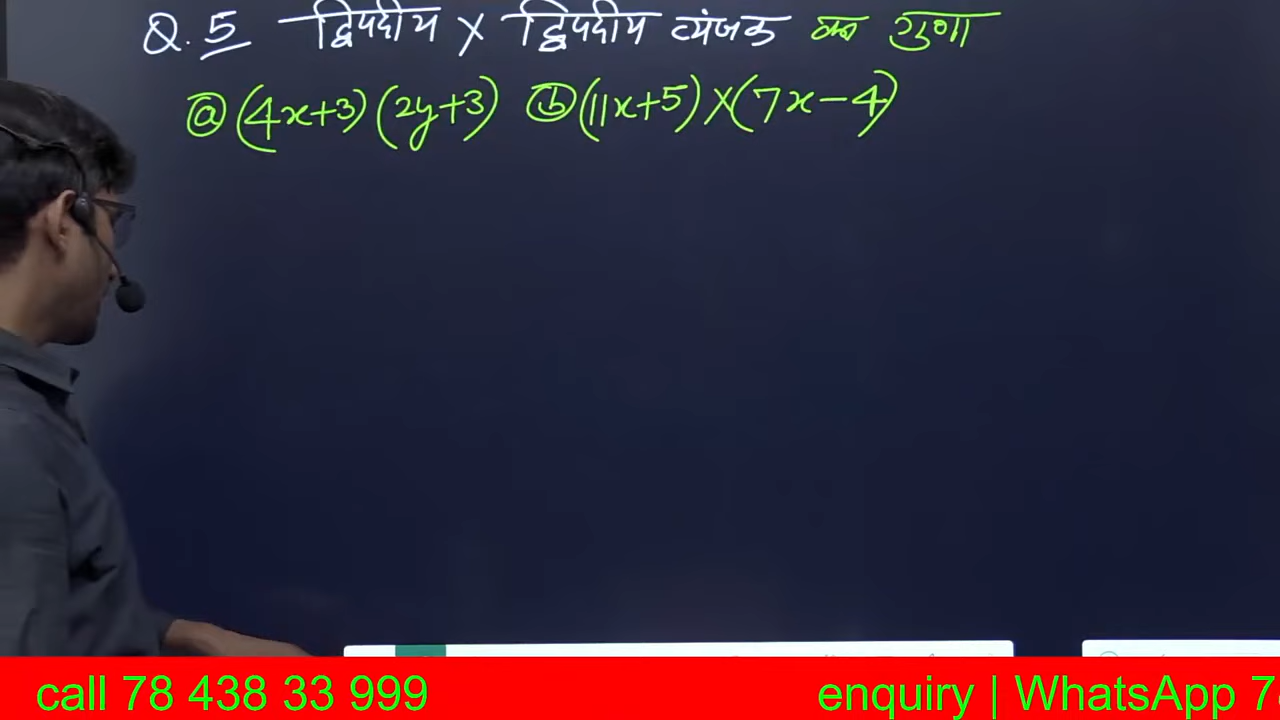 Q. 5 द्विपदीय X द्विपदीय व्यंजक का गुणा
ⓐ (4x+3) (2y+3) ⓑ (11x+5) X (7x-4)
call 78 438 33 999 enquiry | WhatsApp 7